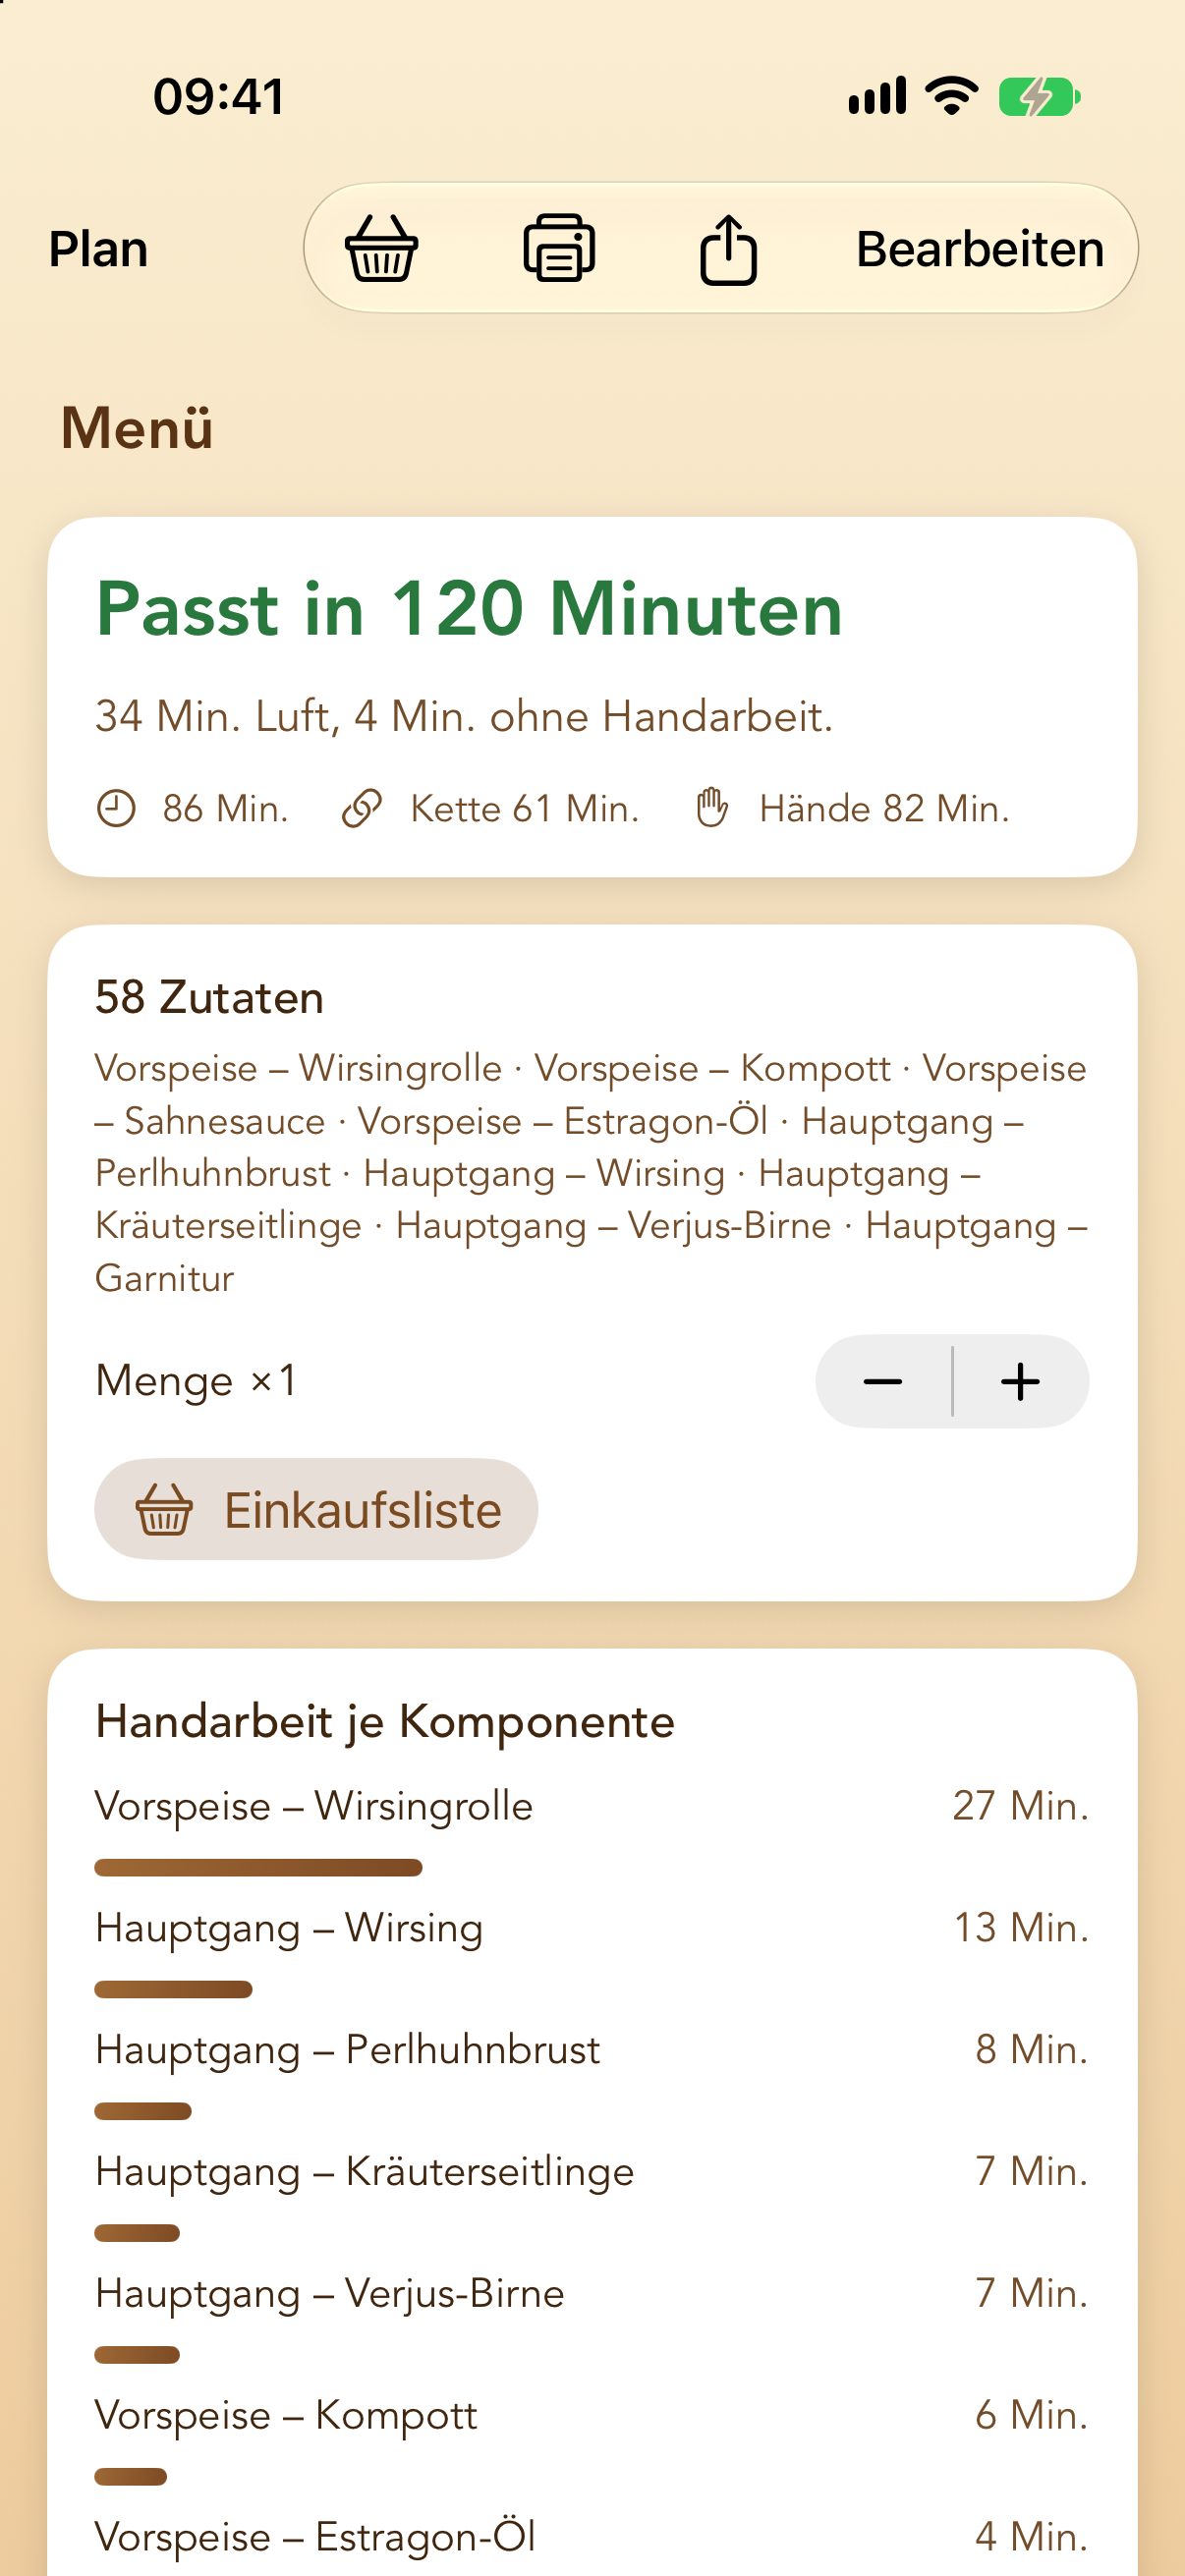 09:41
Plan
Bearbeiten
Menü
Passt in 120 Minuten
34 Min. Luft, 4 Min. ohne Handarbeit.
86 Min. Kette 61 Min. Hände 82 Min.
58 Zutaten
Vorspeise – Wirsingrolle · Vorspeise – Kompott · Vorspeise
– Sahnesauce · Vorspeise – Estragon-Öl · Hauptgang –
Perlhuhnbrust · Hauptgang – Wirsing · Hauptgang –
Kräuterseitlinge · Hauptgang – Verjus-Birne · Hauptgang –
Garnitur
Menge ×1
Einkaufsliste
Handarbeit je Komponente
Vorspeise – Wirsingrolle 27 Min.
Hauptgang – Wirsing 13 Min.
Hauptgang – Perlhuhnbrust 8 Min.
Hauptgang – Kräuterseitlinge 7 Min.
Hauptgang – Verjus-Birne 7 Min.
Vorspeise – Kompott 6 Min.
Vorspeise – Estragon-Öl 4 Min.